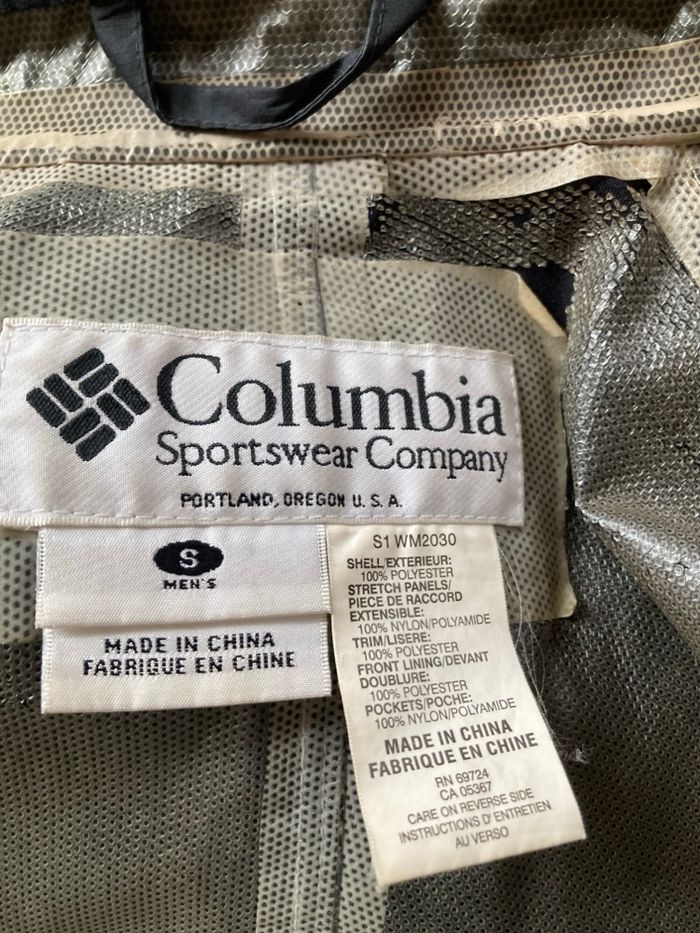 Columbia
Sportswear Company
PORTLAND, OREGON U.S.A.
S
MEN'S
MADE IN CHINA
FABRIQUE EN CHINE
S1 WM2030
SHELL/EXTERIEUR:
100% POLYESTER
STRETCH PANELS/
PIECE DE RACCORD
EXTENSIBLE:
100% NYLON/POLYAMIDE
TRIM/LISERE:
100% POLYESTER
FRONT LINING/DEVANT
DOUBLURE:
100% POLYESTER
POCKETS/POCHE:
100% NYLON/POLYAMIDE
MADE IN CHINA
FABRIQUE EN CHINE
RN 69724
CA 05367
CARE ON REVERSE SIDE
INSTRUCTIONS D'ENTRETIEN
AU VERSO